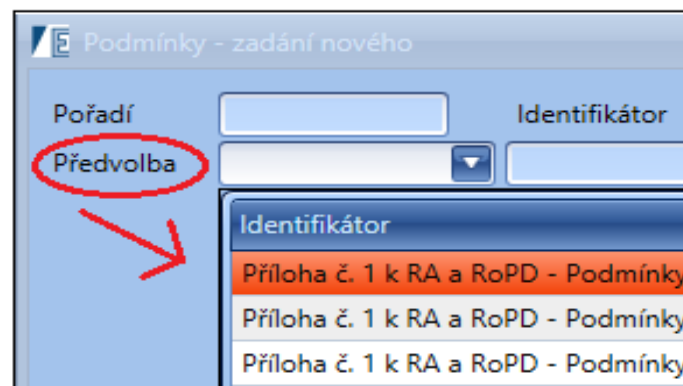 Podmínky - zadání nového
Pořadí Identifikátor
Předvolba
Identifikátor
Příloha č. 1 k RA a RoPD - Podmínky
Příloha č. 1 k RA a RoPD - Podmínky
Příloha č. 1 k RA a RoPD - Podmínky